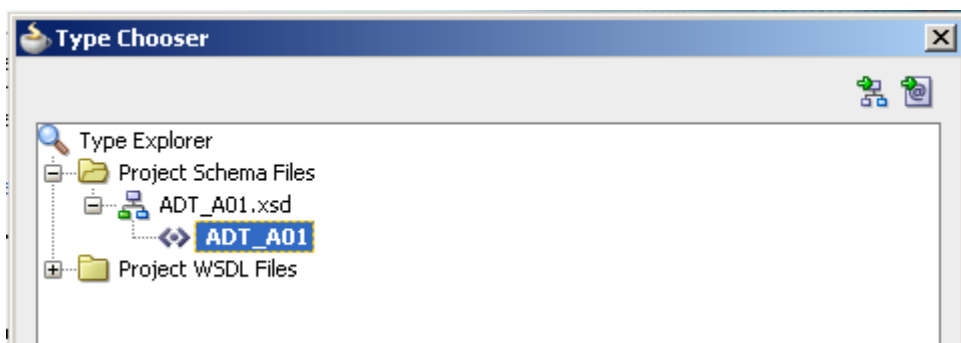 Type Chooser
Type Explorer
Project Schema Files
ADT_A01.xsd
ADT_A01
Project WSDL Files